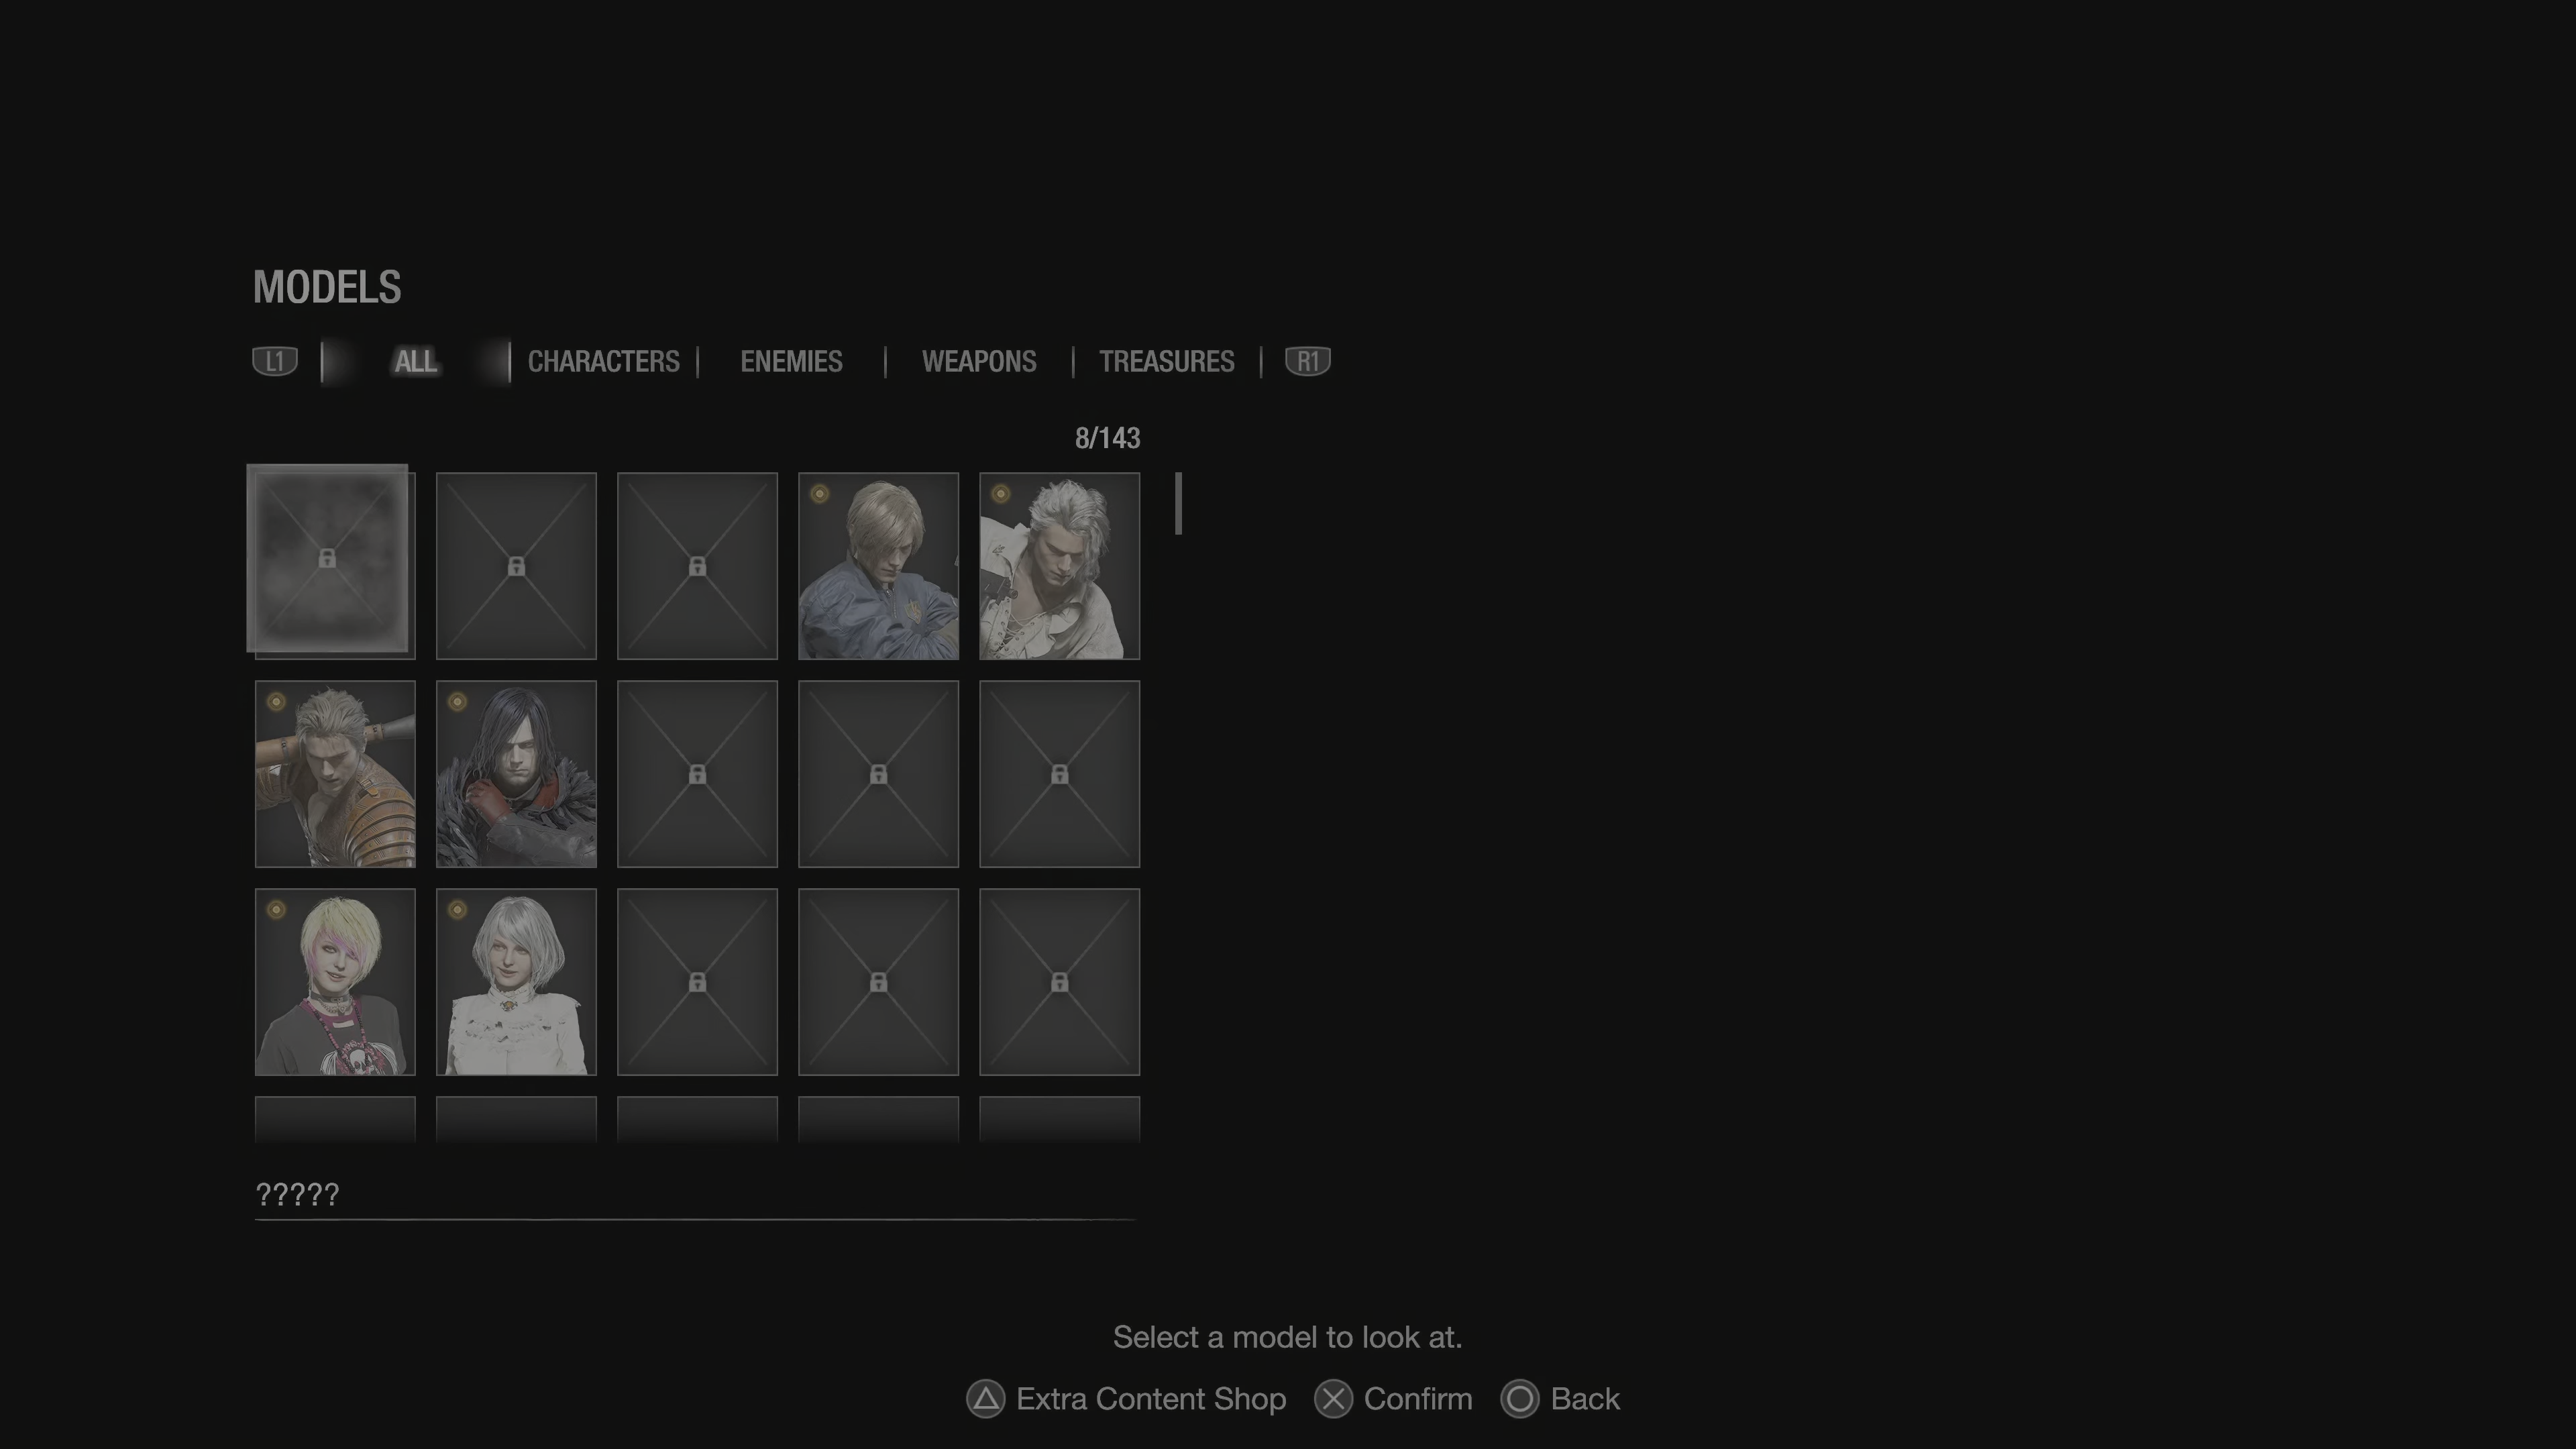 MODELS
L1 ALL CHARACTERS ENEMIES WEAPONS TREASURES R1
8/143
?????
Select a model to look at.
Extra Content Shop Confirm Back